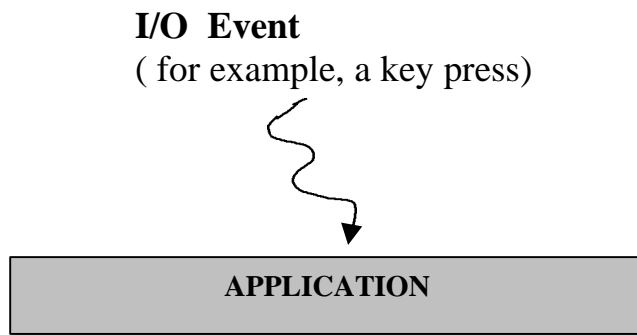 I/O Event
( for example, a key press)
APPLICATION